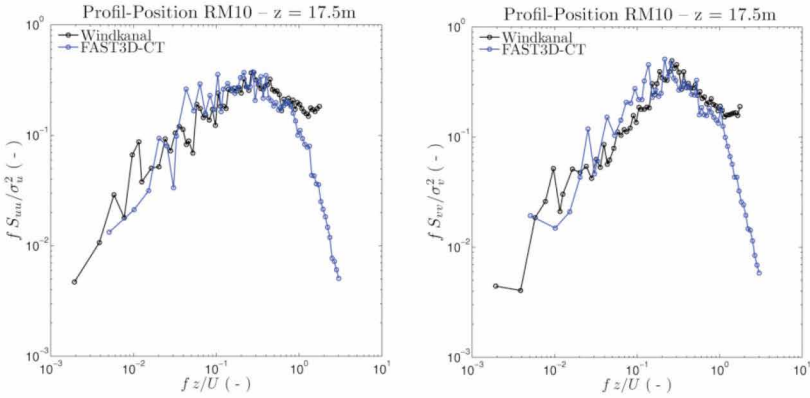 Profil-Position RM10 – z = 17.5m
Windkanal
FAST3D-CT
10^0
10^-1
10^-2
10^-3
f S_uu/σ_u^2 ( - )
10^-3
10^-2
10^-1
10^0
10^1
f z/U ( - )
Profil-Position RM10 – z = 17.5m
Windkanal
FAST3D-CT
10^0
10^-1
10^-2
10^-3
f S_vv/σ_v^2 ( - )
10^-3
10^-2
10^-1
10^0
10^1
f z/U ( - )